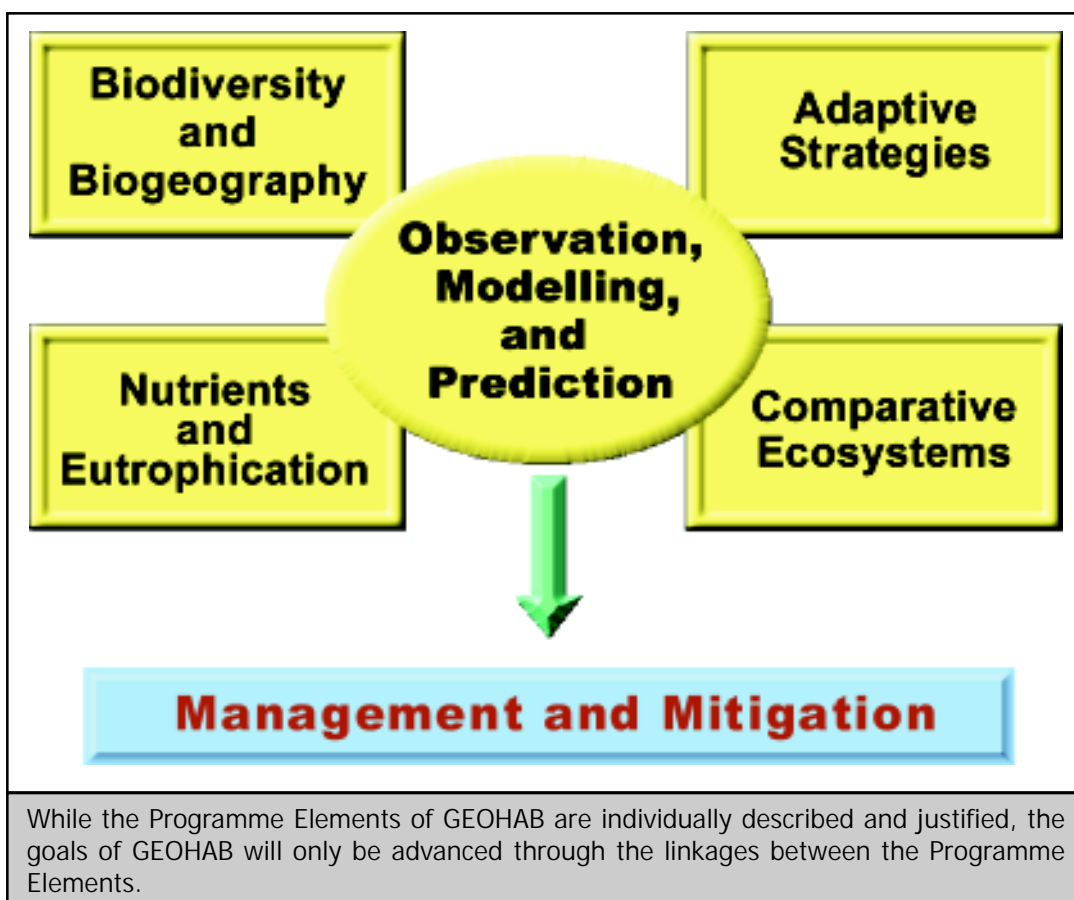 Biodiversity
and
Biogeography
Adaptive
Strategies
Observation,
Modelling,
and
Prediction
Nutrients
and
Eutrophication
Comparative
Ecosystems
Management and Mitigation
While the Programme Elements of GEOHAB are individually described and justified, the
goals of GEOHAB will only be advanced through the linkages between the Programme
Elements.